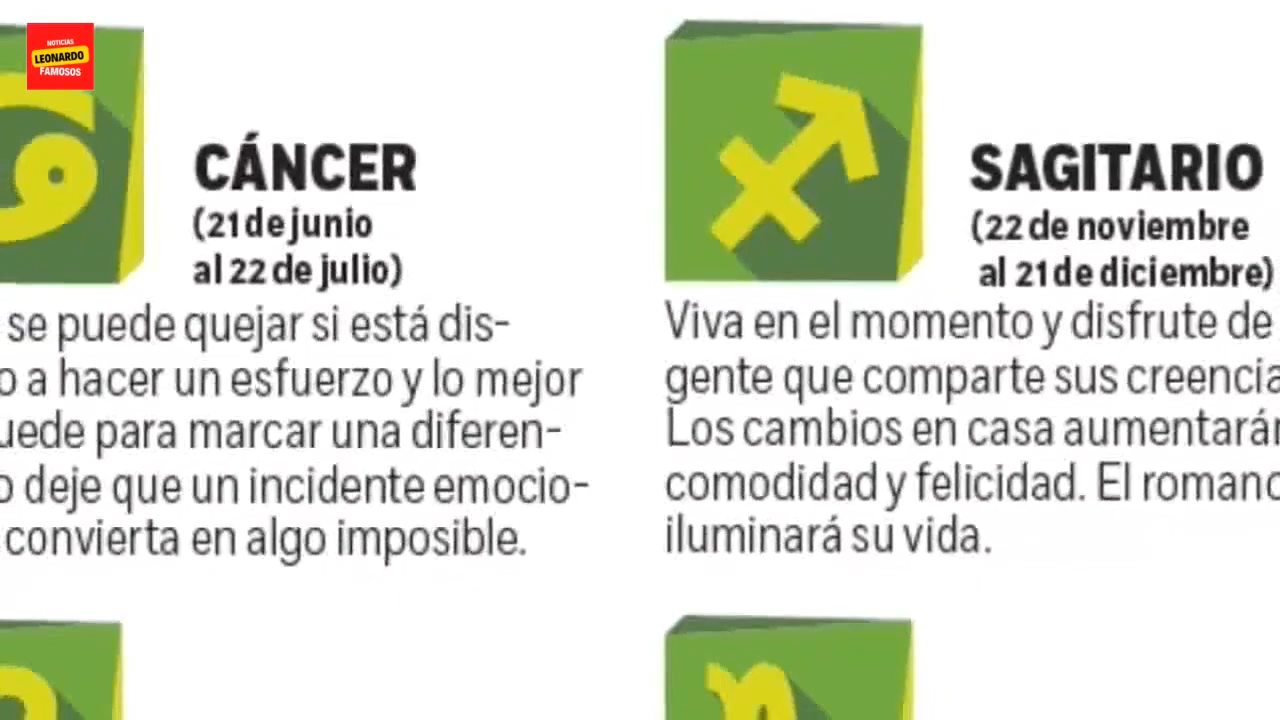 NOTICIAS
LEONARDO
FAMOSOS
CÁNCER
(21 de junio
al 22 de julio)
se puede quejar si está dis-
o a hacer un esfuerzo y lo mejor
uede para marcar una diferen-
o deje que un incidente emocio-
convierta en algo imposible.
SAGITARIO
(22 de noviembre
al 21 de diciembre)
Viva en el momento y disfrute de
gente que comparte sus creencia
Los cambios en casa aumentarán
comodidad y felicidad. El romanc
iluminará su vida.